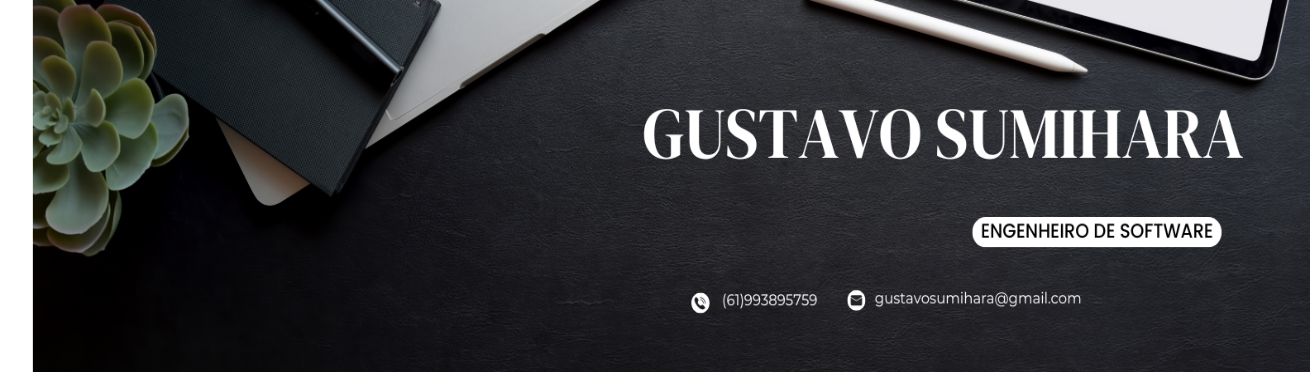 GUSTAVO SUMIHARA
ENGENHEIRO DE SOFTWARE
(61)993895759 gustavosumihara@gmail.com